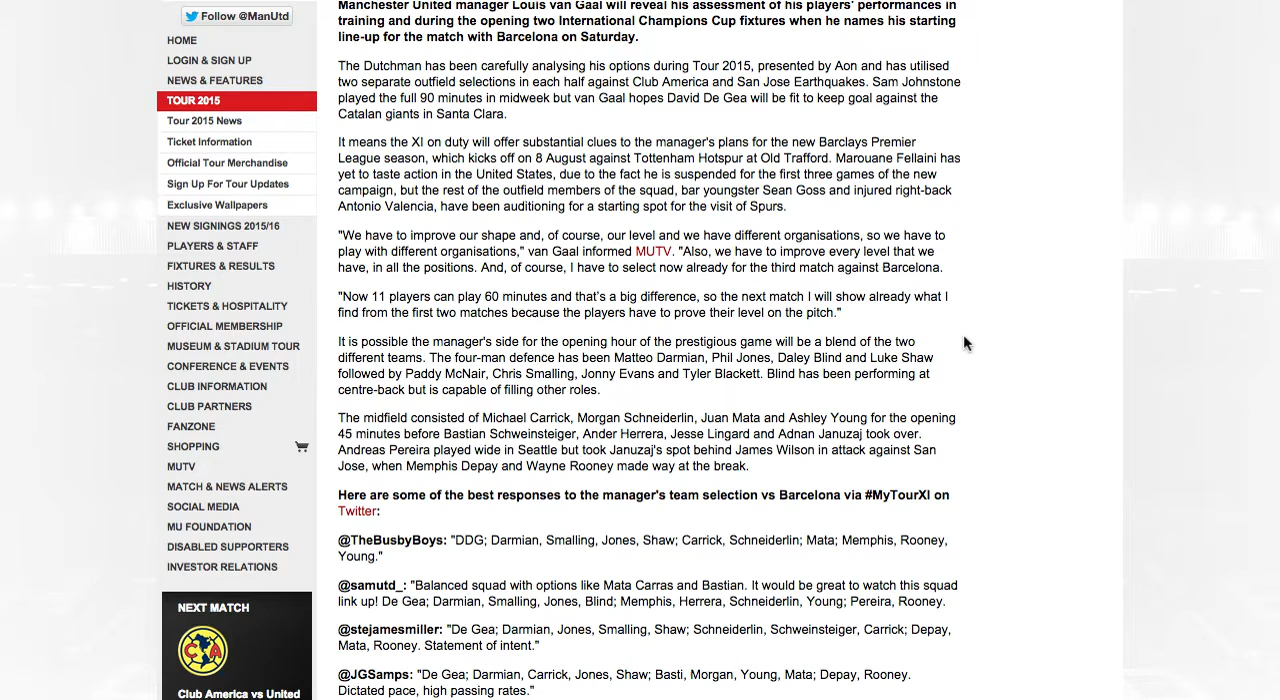 Follow @ManUtd
HOME
LOGIN & SIGN UP
NEWS & FEATURES
TOUR 2015
Tour 2015 News
Ticket Information
Official Tour Merchandise
Sign Up For Tour Updates
Exclusive Wallpapers
NEW SIGNINGS 2015/16
PLAYERS & STAFF
FIXTURES & RESULTS
HISTORY
TICKETS & HOSPITALITY
OFFICIAL MEMBERSHIP
MUSEUM & STADIUM TOUR
CONFERENCE & EVENTS
CLUB INFORMATION
CLUB PARTNERS
FANZONE
SHOPPING
MUTV
MATCH & NEWS ALERTS
SOCIAL MEDIA
MU FOUNDATION
DISABLED SUPPORTERS
INVESTOR RELATIONS
NEXT MATCH
CA
Club America vs United
Manchester United manager Louis van Gaal will reveal his assessment of his players' performances in
training and during the opening two International Champions Cup fixtures when he names his starting
line-up for the match with Barcelona on Saturday.
The Dutchman has been carefully analysing his options during Tour 2015, presented by Aon and has utilised
two separate outfield selections in each half against Club America and San Jose Earthquakes. Sam Johnstone
played the full 90 minutes in midweek but van Gaal hopes David De Gea will be fit to keep goal against the
Catalan giants in Santa Clara.
It means the XI on duty will offer substantial clues to the manager's plans for the new Barclays Premier
League season, which kicks off on 8 August against Tottenham Hotspur at Old Trafford. Marouane Fellaini has
yet to taste action in the United States, due to the fact he is suspended for the first three games of the new
campaign, but the rest of the outfield members of the squad, bar youngster Sean Goss and injured right-back
Antonio Valencia, have been auditioning for a starting spot for the visit of Spurs.
"We have to improve our shape and, of course, our level and we have different organisations, so we have to
play with different organisations," van Gaal informed MUTV. "Also, we have to improve every level that we
have, in all the positions. And, of course, I have to select now already for the third match against Barcelona.
"Now 11 players can play 60 minutes and that's a big difference, so the next match I will show already what I
find from the first two matches because the players have to prove their level on the pitch."
It is possible the manager's side for the opening hour of the prestigious game will be a blend of the two
different teams. The four-man defence has been Matteo Darmian, Phil Jones, Daley Blind and Luke Shaw
followed by Paddy McNair, Chris Smalling, Jonny Evans and Tyler Blackett. Blind has been performing at
centre-back but is capable of filling other roles.
The midfield consisted of Michael Carrick, Morgan Schneiderlin, Juan Mata and Ashley Young for the opening
45 minutes before Bastian Schweinsteiger, Ander Herrera, Jesse Lingard and Adnan Januzaj took over.
Andreas Pereira played wide in Seattle but took Januzaj's spot behind James Wilson in attack against San
Jose, when Memphis Depay and Wayne Rooney made way at the break.
Here are some of the best responses to the manager's team selection vs Barcelona via #MyTourXI on
Twitter:
@TheBusbyBoys: "DDG; Darmian, Smalling, Jones, Shaw; Carrick, Schneiderlin; Mata; Memphis, Rooney,
Young."
@samutd_: "Balanced squad with options like Mata Carras and Bastian. It would be great to watch this squad
link up! De Gea; Darmian, Smalling, Jones, Blind; Memphis, Herrera, Schneiderlin, Young; Pereira, Rooney.
@stejamesmiller: "De Gea; Darmian, Jones, Smalling, Shaw; Schneiderlin, Schweinsteiger, Carrick; Depay,
Mata, Rooney. Statement of intent."
@JGSamps: "De Gea; Darmian, Carrick, Jones, Shaw; Basti, Morgan, Young, Mata; Depay, Rooney.
Dictated pace, high passing rates."